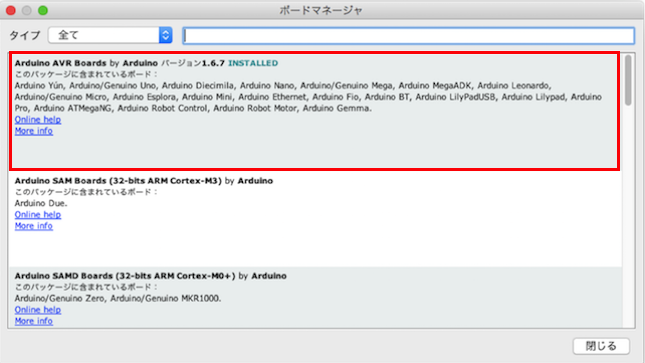 ボードマネージャ
タイプ 全て
Arduino AVR Boards by Arduino バージョン1.6.7 INSTALLED
このパッケージに含まれているボード：
Arduino Yún, Arduino/Genuino Uno, Arduino Diecimila, Arduino Nano, Arduino/Genuino Mega, Arduino MegaADK, Arduino Leonardo,
Arduino/Genuino Micro, Arduino Esplora, Arduino Mini, Arduino Ethernet, Arduino Fio, Arduino BT, Arduino LilyPadUSB, Arduino Lilypad, Arduino
Pro, Arduino ATMegaNG, Arduino Robot Control, Arduino Robot Motor, Arduino Gemma.
Online help
More info
Arduino SAM Boards (32-bits ARM Cortex-M3) by Arduino
このパッケージに含まれているボード：
Arduino Due.
Online help
More info
Arduino SAMD Boards (32-bits ARM Cortex-M0+) by Arduino
このパッケージに含まれているボード：
Arduino/Genuino Zero, Arduino/Genuino MKR1000.
Online help
More info
閉じる